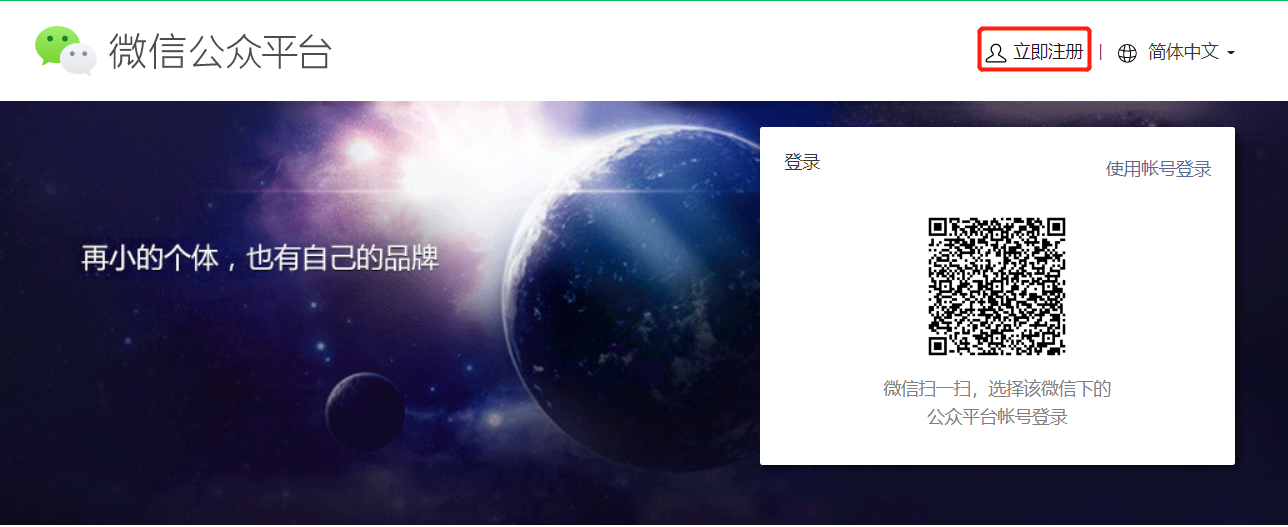 微信公众平台
立即注册 | 简体中文
登录
使用帐号登录
再小的个体，也有自己的品牌
微信扫一扫，选择该微信下的
公众平台帐号登录